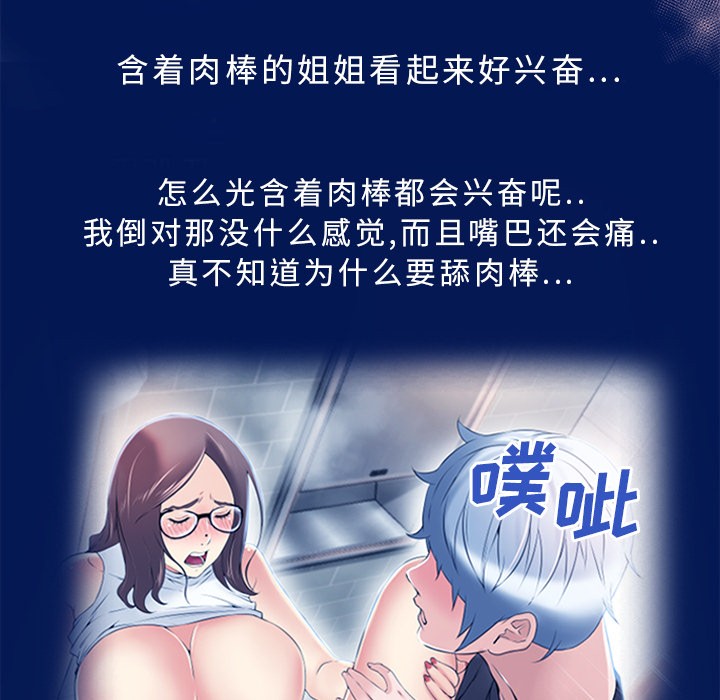 含着肉棒的姐姐看起来好兴奋...
怎么光含着肉棒都会兴奋呢..
我倒对那没什么感觉,而且嘴巴还会痛..
真不知道为什么要舔肉棒...
噗呲